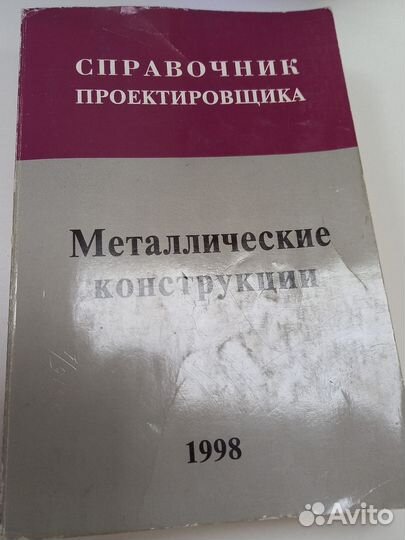 СПРАВОЧНИК
ПРОЕКТИРОВЩИКА
Металлические
конструкции
1998
Avito